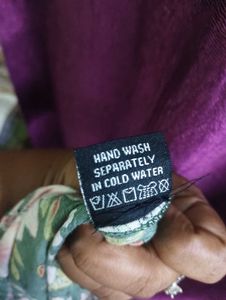 HAND WASH
SEPARATELY
IN COLD WATER